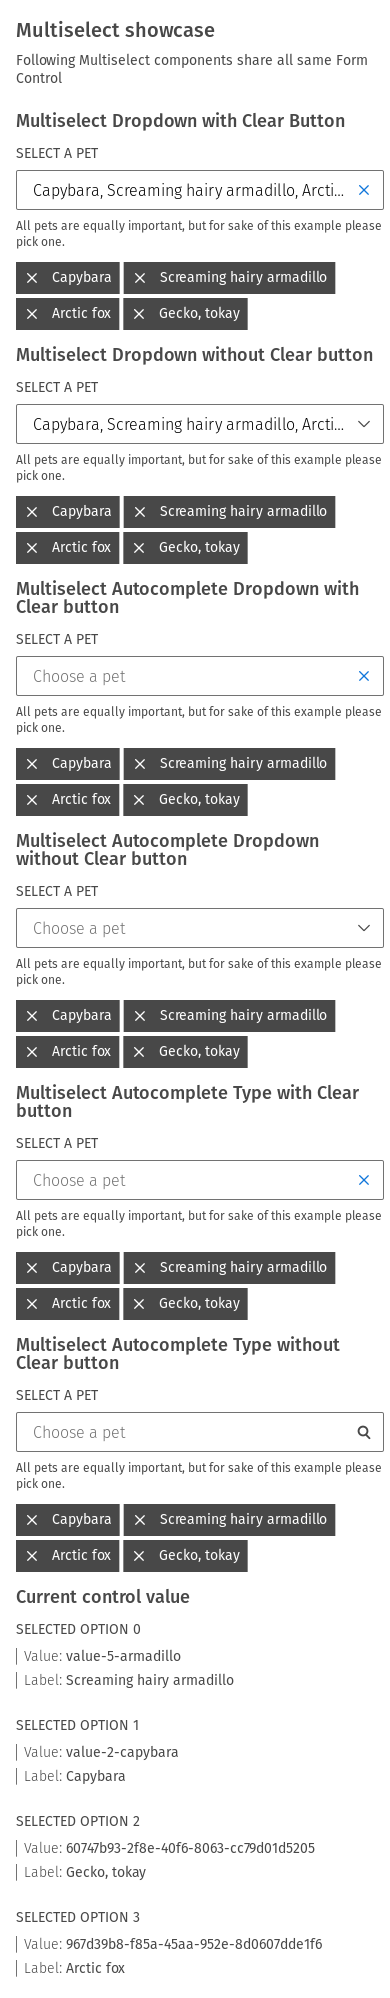 Multiselect showcase
Following Multiselect components share all same Form
Control
Multiselect Dropdown with Clear Button
SELECT A PET
Capybara, Screaming hairy armadillo, Arcti...
All pets are equally important, but for sake of this example please
pick one.
Capybara Screaming hairy armadillo
Arctic fox Gecko, tokay
Multiselect Dropdown without Clear button
SELECT A PET
Capybara, Screaming hairy armadillo, Arcti...
All pets are equally important, but for sake of this example please
pick one.
Capybara Screaming hairy armadillo
Arctic fox Gecko, tokay
Multiselect Autocomplete Dropdown with
Clear button
SELECT A PET
Choose a pet
All pets are equally important, but for sake of this example please
pick one.
Capybara Screaming hairy armadillo
Arctic fox Gecko, tokay
Multiselect Autocomplete Dropdown
without Clear button
SELECT A PET
Choose a pet
All pets are equally important, but for sake of this example please
pick one.
Capybara Screaming hairy armadillo
Arctic fox Gecko, tokay
Multiselect Autocomplete Type with Clear
button
SELECT A PET
Choose a pet
All pets are equally important, but for sake of this example please
pick one.
Capybara Screaming hairy armadillo
Arctic fox Gecko, tokay
Multiselect Autocomplete Type without
Clear button
SELECT A PET
Choose a pet
All pets are equally important, but for sake of this example please
pick one.
Capybara Screaming hairy armadillo
Arctic fox Gecko, tokay
Current control value
SELECTED OPTION 0
Value: value-5-armadillo
Label: Screaming hairy armadillo
SELECTED OPTION 1
Value: value-2-capybara
Label: Capybara
SELECTED OPTION 2
Value: 60747b93-2f8e-40f6-8063-cc79d01d5205
Label: Gecko, tokay
SELECTED OPTION 3
Value: 967d39b8-f85a-45aa-952e-8d0607dde1f6
Label: Arctic fox